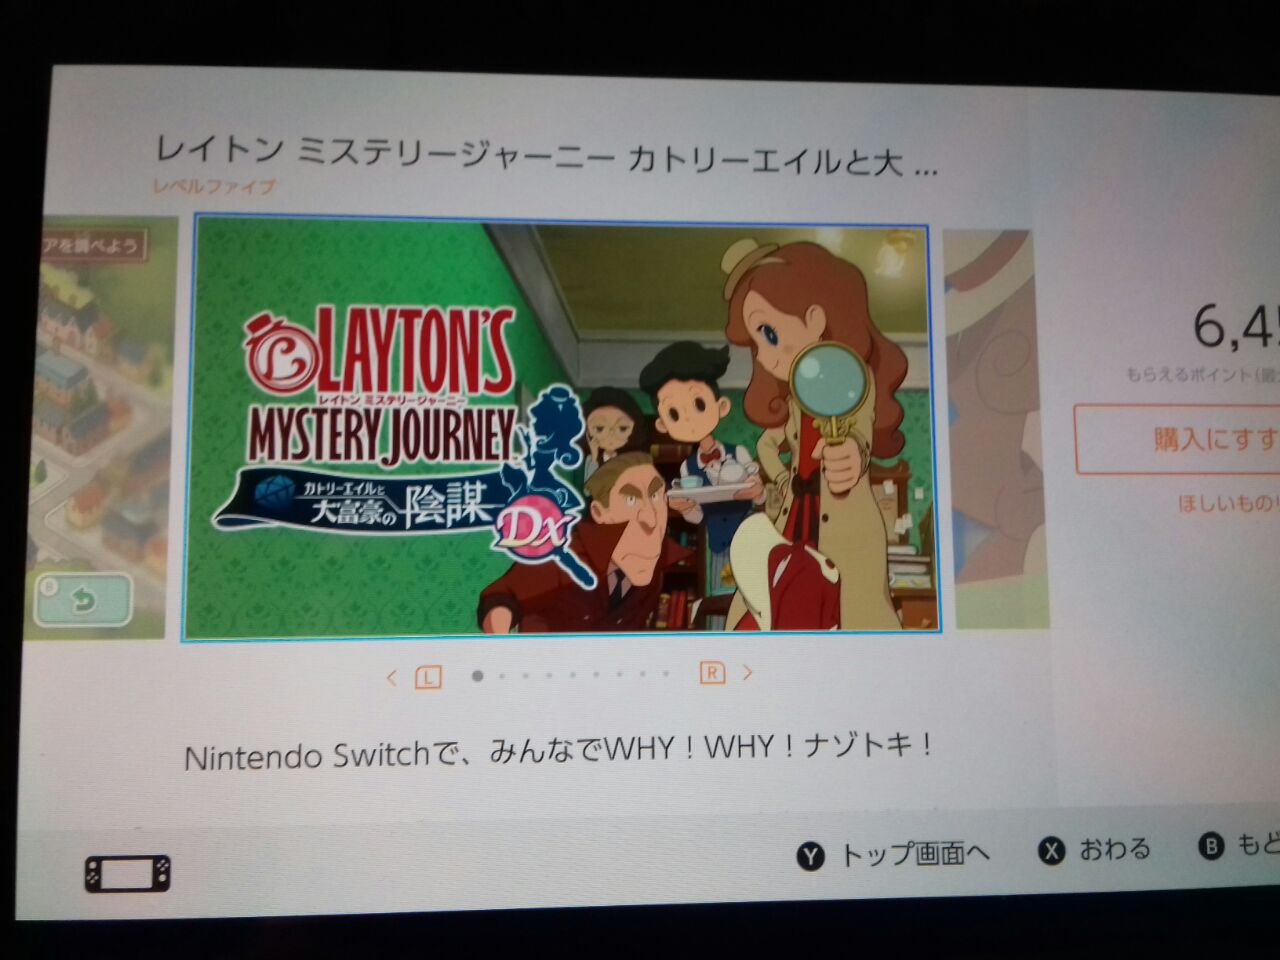 レイトン ミステリージャーニー カトリーエイルと大 ...
レベルファイブ
アを調べよう
LAYTON'S
レイトン ミステリージャーニー
MYSTERY JOURNEY
カトリーエイルと
大富豪の陰謀
DX
6,4
もらえるポイント(最
購入にすす
ほしいもの
B
L
R
Nintendo Switchで、みんなでWHY！WHY！ナゾトキ！
Y トップ画面へ
X おわる
B もど